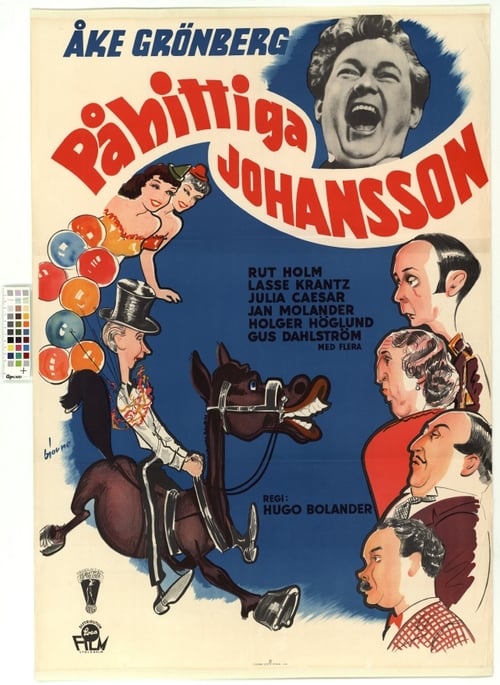 ÅKE GRÖNBERG
Påhittiga
JOHANSSON
RUT HOLM
LASSE KRANTZ
JULIA CAESAR
JAN MOLANDER
HOLGER HÖGLUND
GUS DAHLSTRÖM
MED FLERA
REGI:
HUGO BOLANDER
FILM